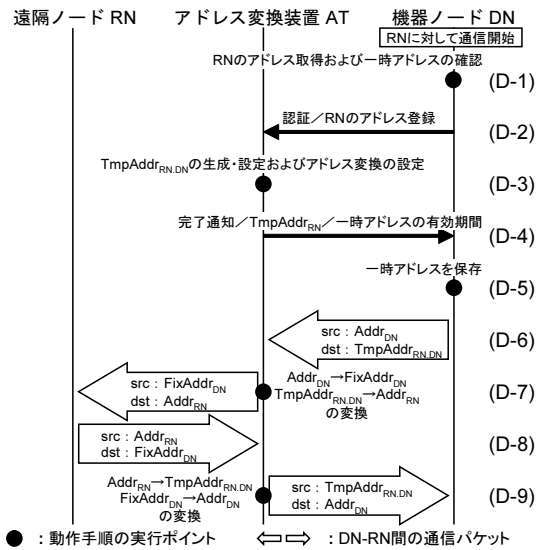 遠隔ノード RN
アドレス変換装置 AT
機器ノード DN
RNに対して通信開始
RNのアドレス取得および一時アドレスの確認
(D-1)
認証／RNのアドレス登録
(D-2)
TmpAddrRN.DNの生成・設定およびアドレス変換の設定
(D-3)
完了通知／TmpAddrRN／一時アドレスの有効期間
(D-4)
一時アドレスを保存
(D-5)
src : AddrDN
dst : TmpAddrRN.DN
(D-6)
src : FixAddrDN
dst : AddrRN
AddrDN→FixAddrDN
TmpAddrRN.DN→AddrRN
の変換
(D-7)
src : AddrRN
dst : FixAddrDN
(D-8)
AddrRN→TmpAddrRN.DN
FixAddrDN→AddrDN
の変換
src : TmpAddrRN.DN
dst : AddrDN
(D-9)
● : 動作手順の実行ポイント
⇦⇨ : DN-RN間の通信パケット